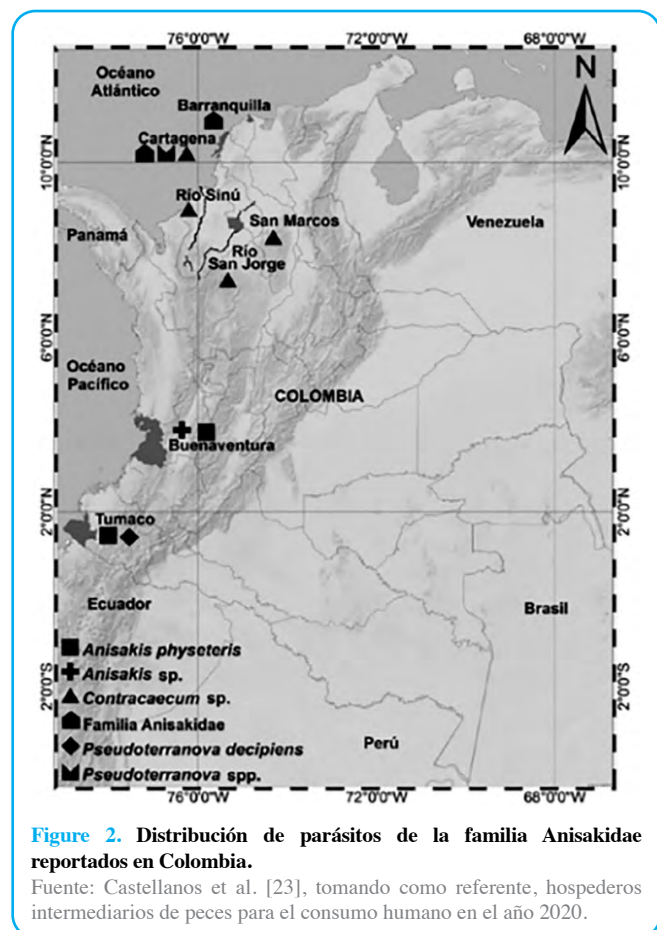 76°0'0"W
72°0'0"W
68°0'0"W
Océano
Atlántico
N
Barranquilla
Cartagena
10°0'0"N
10°0'0"N
Río Sinú
San Marcos
Venezuela
Panamá
Río
San Jorge
6°0'0"N
6°0'0"N
Océano
Pacífico
COLOMBIA
Buenaventura
2°0'0"N
2°0'0"N
Tumaco
Ecuador
Brasil
Anisakis physeteris
Anisakis sp.
2°0'0"S
2°0'0"S
Contracaecum sp.
Familia Anisakidae
Perú
Pseudoterranova decipiens
Pseudoterranova spp.
76°0'0"W
72°0'0"W
68°0'0"W
Figure 2. Distribución de parásitos de la familia Anisakidae
reportados en Colombia.
Fuente: Castellanos et al. [23], tomando como referente, hospederos
intermediarios de peces para el consumo humano en el año 2020.